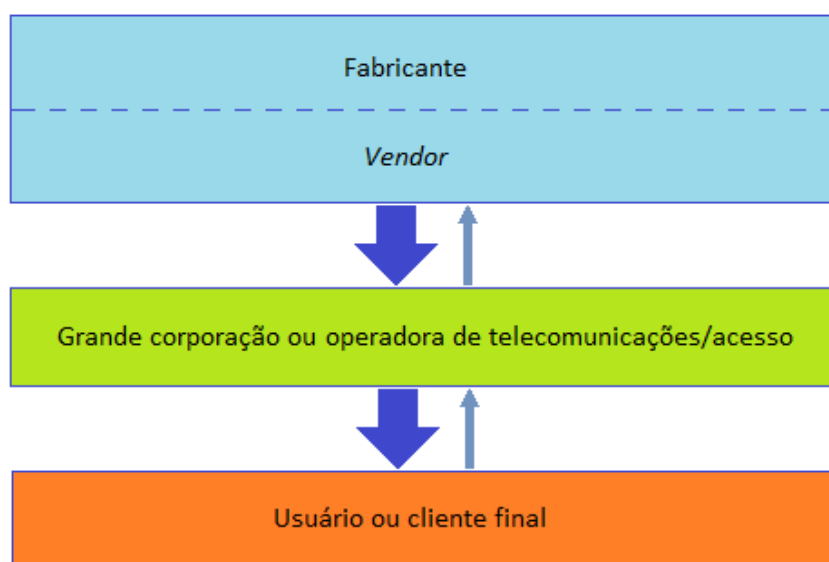 Fabricante
Vendor
Grande corporação ou operadora de telecomunicações/acesso
Usuário ou cliente final